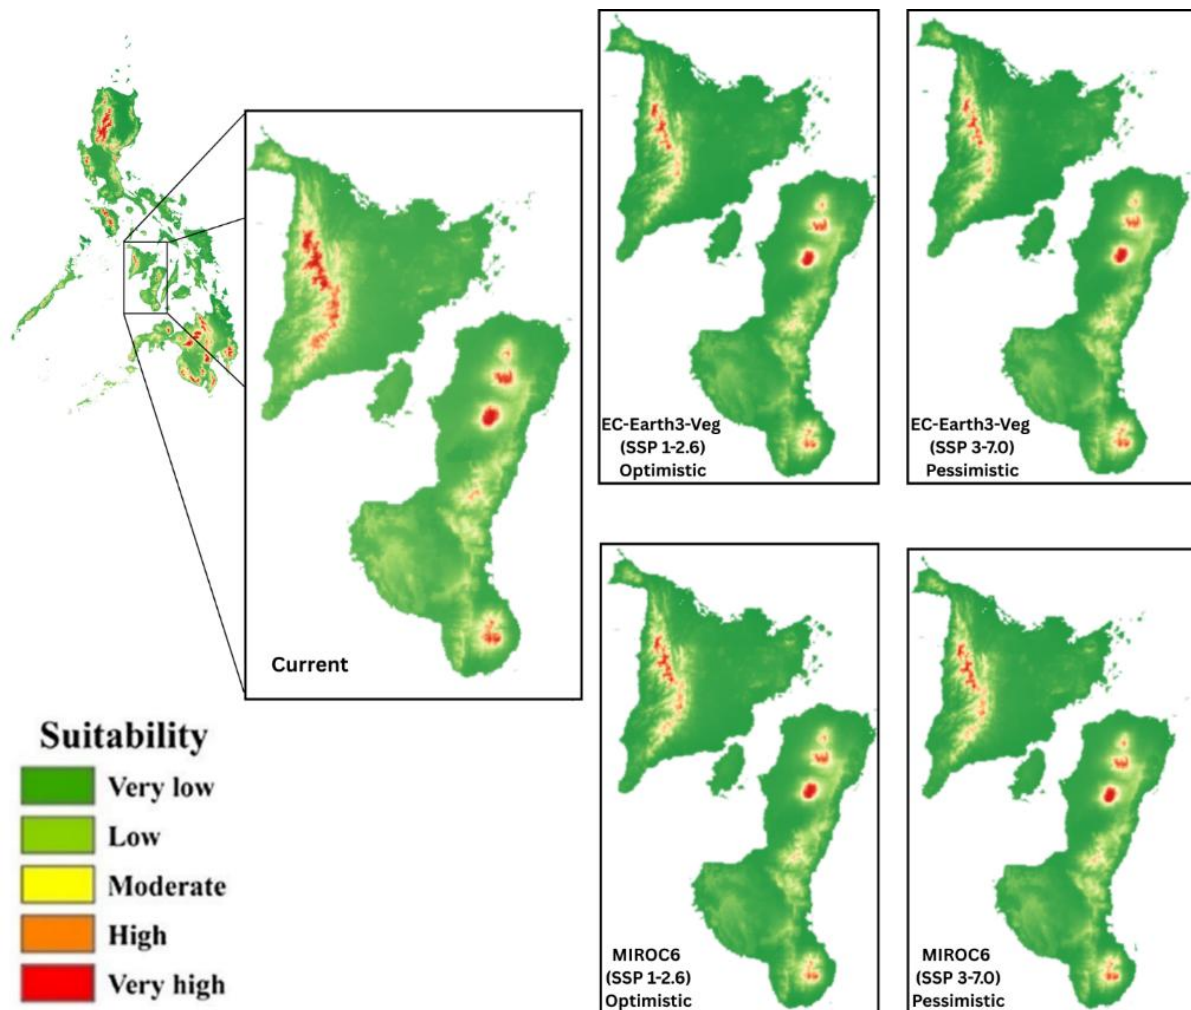 EC-Earth3-Veg
(SSP 1-2.6)
Optimistic
EC-Earth3-Veg
(SSP 3-7.0)
Pessimistic
Current
Suitability
Very low
Low
Moderate
High
Very high
MIROC6
(SSP 1-2.6)
Optimistic
MIROC6
(SSP 3-7.0)
Pessimistic